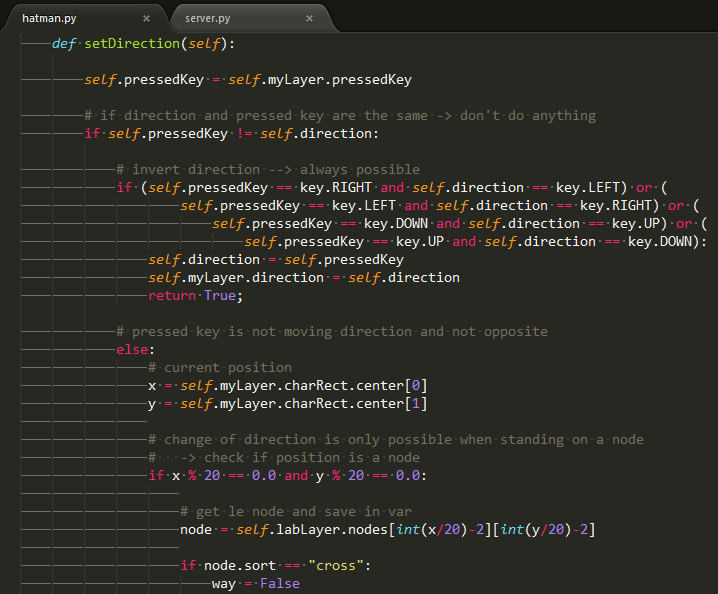 hatman.py × server.py ×
def setDirection(self):
self.pressedKey = self.myLayer.pressedKey
# if direction and pressed key are the same -> don't do anything
if self.pressedKey != self.direction:
# invert direction --> always possible
if (self.pressedKey == key.RIGHT and self.direction == key.LEFT) or (
self.pressedKey == key.LEFT and self.direction == key.RIGHT) or (
self.pressedKey == key.DOWN and self.direction == key.UP) or (
self.pressedKey == key.UP and self.direction == key.DOWN):
self.direction = self.pressedKey
self.myLayer.direction = self.direction
return True;
# pressed key is not moving direction and not opposite
else:
# current position
x = self.myLayer.charRect.center[0]
y = self.myLayer.charRect.center[1]
# change of direction is only possible when standing on a node
#  -> check if position is a node
if x % 20 == 0.0 and y % 20 == 0.0:
# get le node and save in var
node = self.labLayer.nodes[int(x/20)-2][int(y/20)-2]
if node.sort == "cross":
way = False